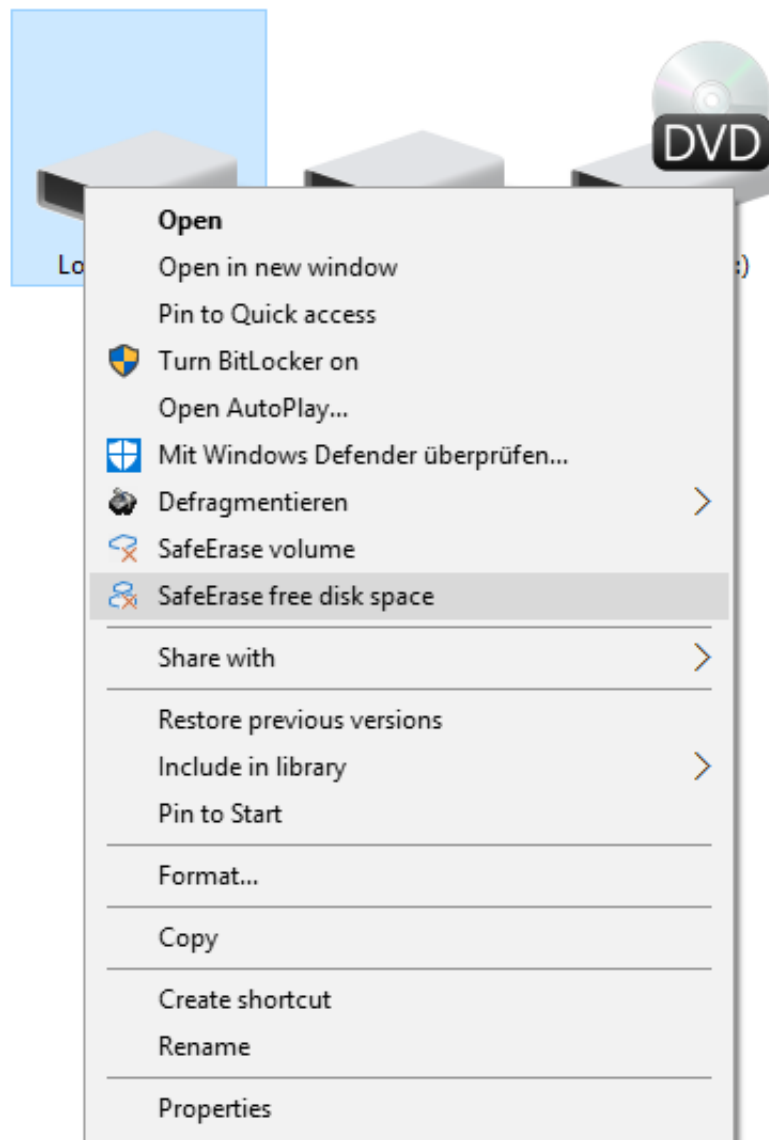 DVD
Lo
:)
Open
Open in new window
Pin to Quick access
Turn BitLocker on
Open AutoPlay...
Mit Windows Defender überprüfen...
Defragmentieren
SafeErase volume
SafeErase free disk space
Share with
Restore previous versions
Include in library
Pin to Start
Format...
Copy
Create shortcut
Rename
Properties